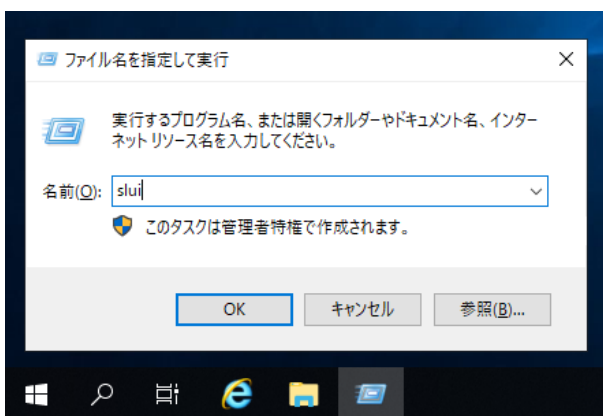 ファイル名を指定して実行
実行するプログラム名、または開くフォルダーやドキュメント名、インター
ネット リソース名を入力してください。
名前(O): slui
このタスクは管理者特権で作成されます。
OK キャンセル 参照(B)...